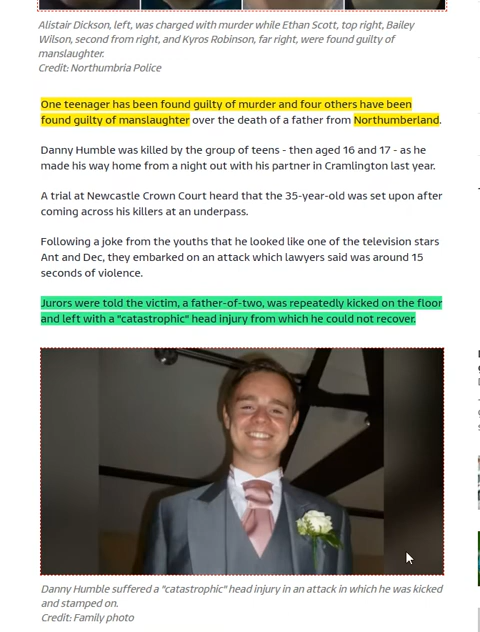 Alistair Dickson, left, was charged with murder while Ethan Scott, top right, Bailey
Wilson, second from right, and Kyros Robinson, far right, were found guilty of
manslaughter.
Credit: Northumbria Police
One teenager has been found guilty of murder and four others have been
found guilty of manslaughter over the death of a father from Northumberland.
Danny Humble was killed by the group of teens - then aged 16 and 17 - as he
made his way home from a night out with his partner in Cramlington last year.
A trial at Newcastle Crown Court heard that the 35-year-old was set upon after
coming across his killers at an underpass.
Following a joke from the youths that he looked like one of the television stars
Ant and Dec, they embarked on an attack which lawyers said was around 15
seconds of violence.
Jurors were told the victim, a father-of-two, was repeatedly kicked on the floor
and left with a "catastrophic" head injury from which he could not recover.
Danny Humble suffered a "catastrophic" head injury in an attack in which he was kicked
and stamped on.
Credit: Family photo